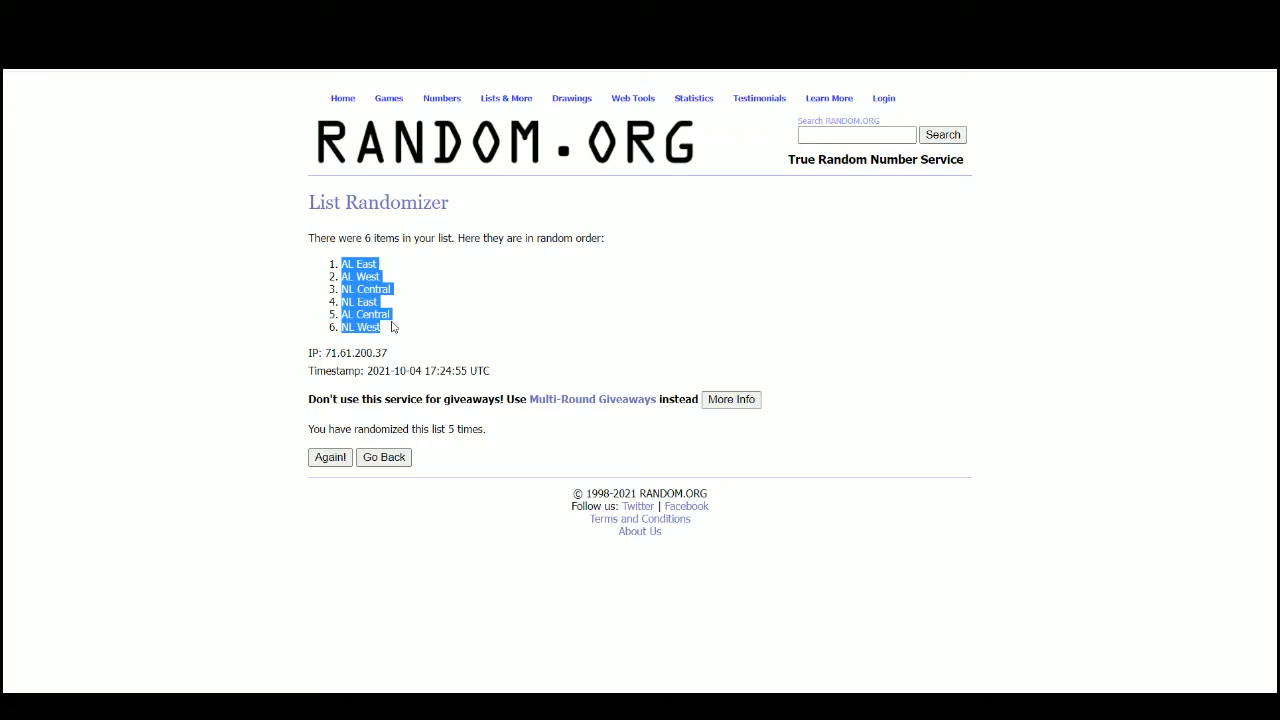 Home Games Numbers Lists & More Drawings Web Tools Statistics Testimonials Learn More Login
RANDOM.ORG
Search RANDOM.ORG
Search
True Random Number Service
List Randomizer
There were 6 items in your list. Here they are in random order:
1. AL East
2. AL West
3. NL Central
4. NL East
5. AL Central
6. NL West
IP: 71.61.200.37
Timestamp: 2021-10-04 17:24:55 UTC
Don't use this service for giveaways! Use Multi-Round Giveaways instead More Info
You have randomized this list 5 times.
Again! Go Back
© 1998-2021 RANDOM.ORG
Follow us: Twitter | Facebook
Terms and Conditions
About Us